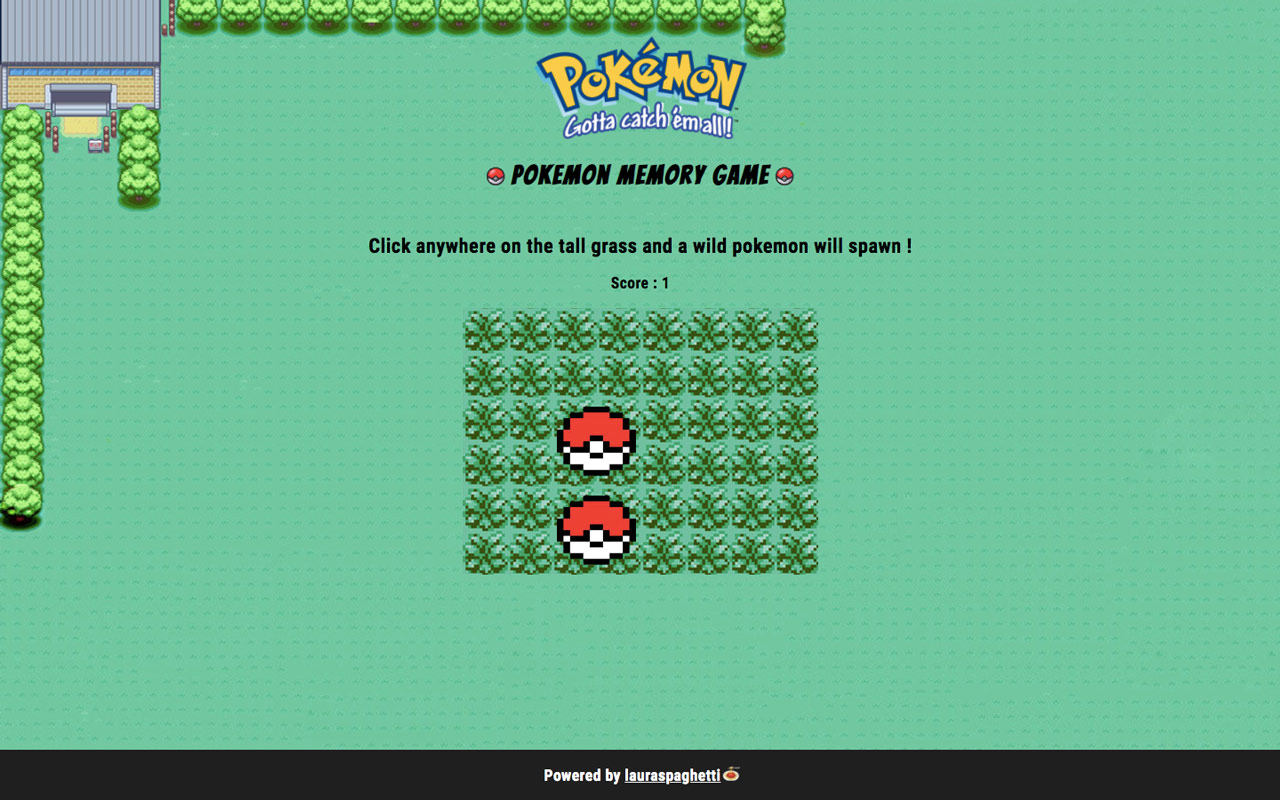 POKéMON
Gotta catch 'em all!
POKEMON MEMORY GAME
Click anywhere on the tall grass and a wild pokemon will spawn !
Score : 1
Powered by lauraspaghetti